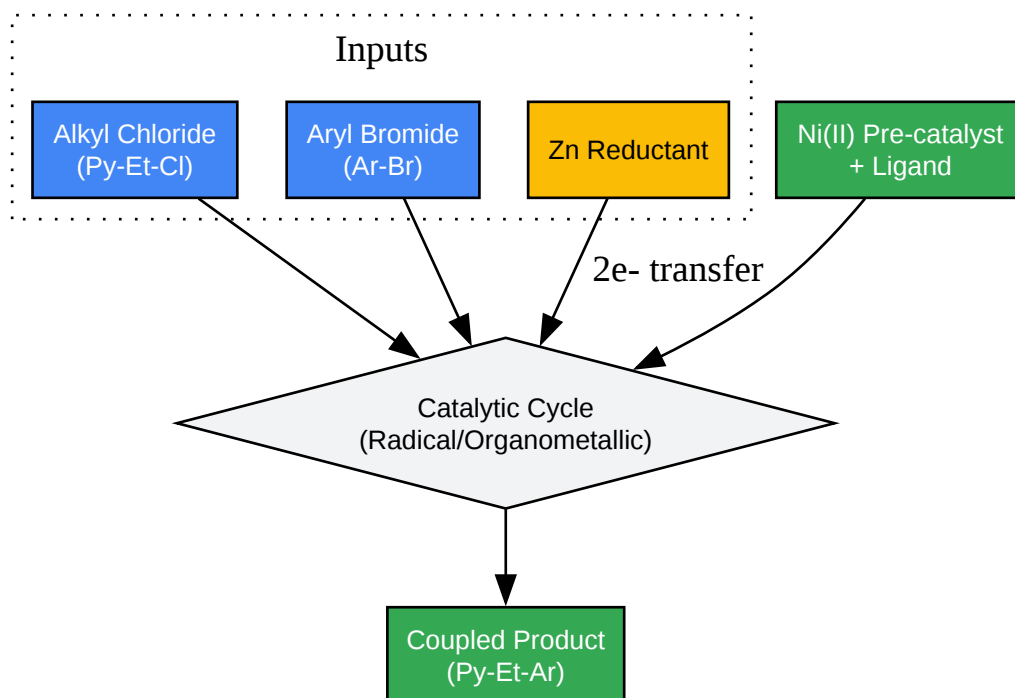 Inputs
Alkyl Chloride
(Py-Et-Cl)
Aryl Bromide
(Ar-Br)
Zn Reductant
Ni(II) Pre-catalyst
+ Ligand
2e- transfer
Catalytic Cycle
(Radical/Organometallic)
Coupled Product
(Py-Et-Ar)